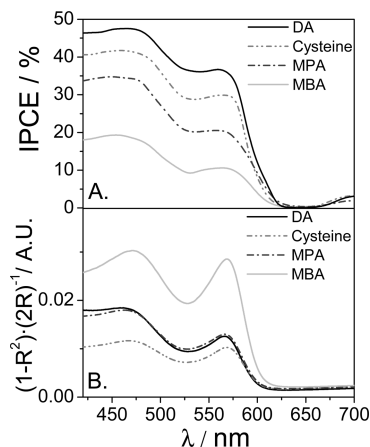 50
40
30
20
10
0
IPCE / %
DA
Cysteine
MPA
MBA
A.
0.02
0.00
(1-R²)·(2R)⁻¹/ A.U.
DA
Cysteine
MPA
MBA
B.
450 500 550 600 650 700
λ / nm